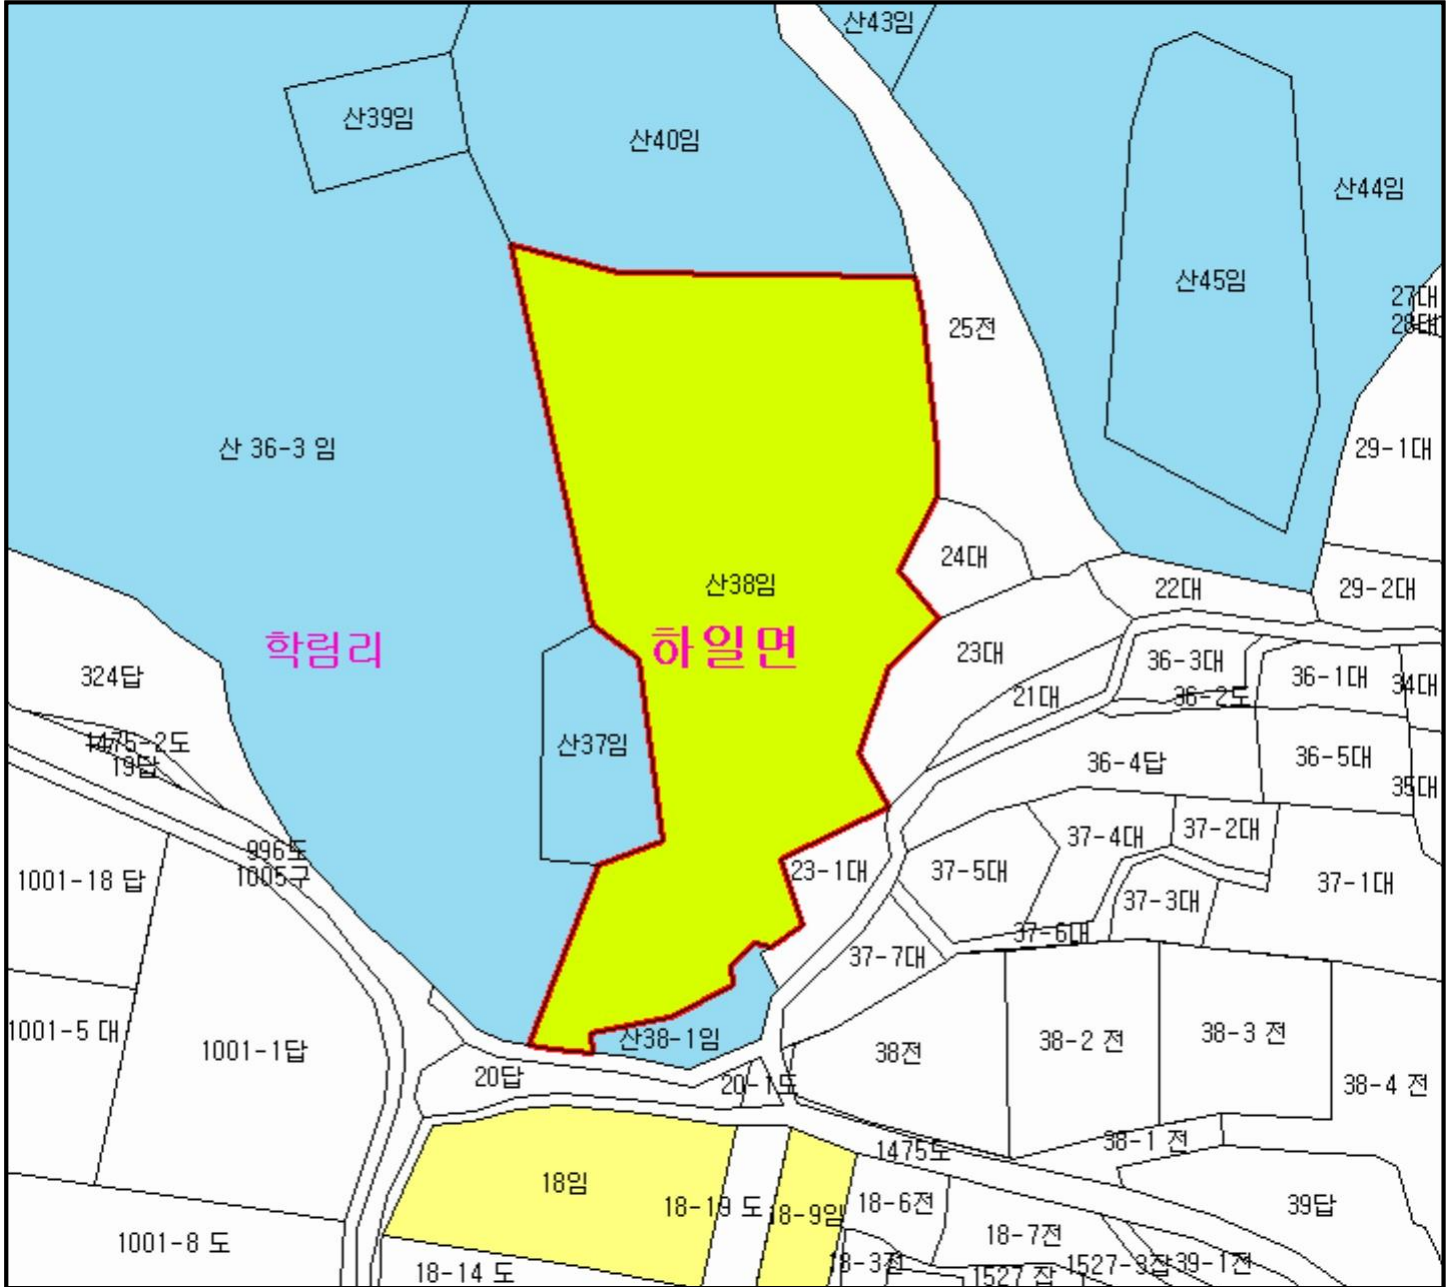 산43임
산39임
산40임
산44임
산45임
27대
28대
25전
산 36-3 임
29-1대
24대
산38임
22대
29-2대
학림리
하일면
23대
36-3대
324답
21대
36-2도
36-1대
34대
1475-2도
19답
산37임
36-4답
36-5대
35대
996도
1005구
1001-18 답
23-1대
37-5대
37-4대
37-2대
37-1대
37-3대
37-6대
37-7대
1001-5 대
1001-1답
산38-1임
38전
38-2 전
38-3 전
20답
20-1도
38-4 전
1475도
38-1 전
18임
18-19 도
18-9임
18-6전
39답
1001-8 도
18-14 도
18-3전
18-7전
1527 잡
1527-3잡
39-1전